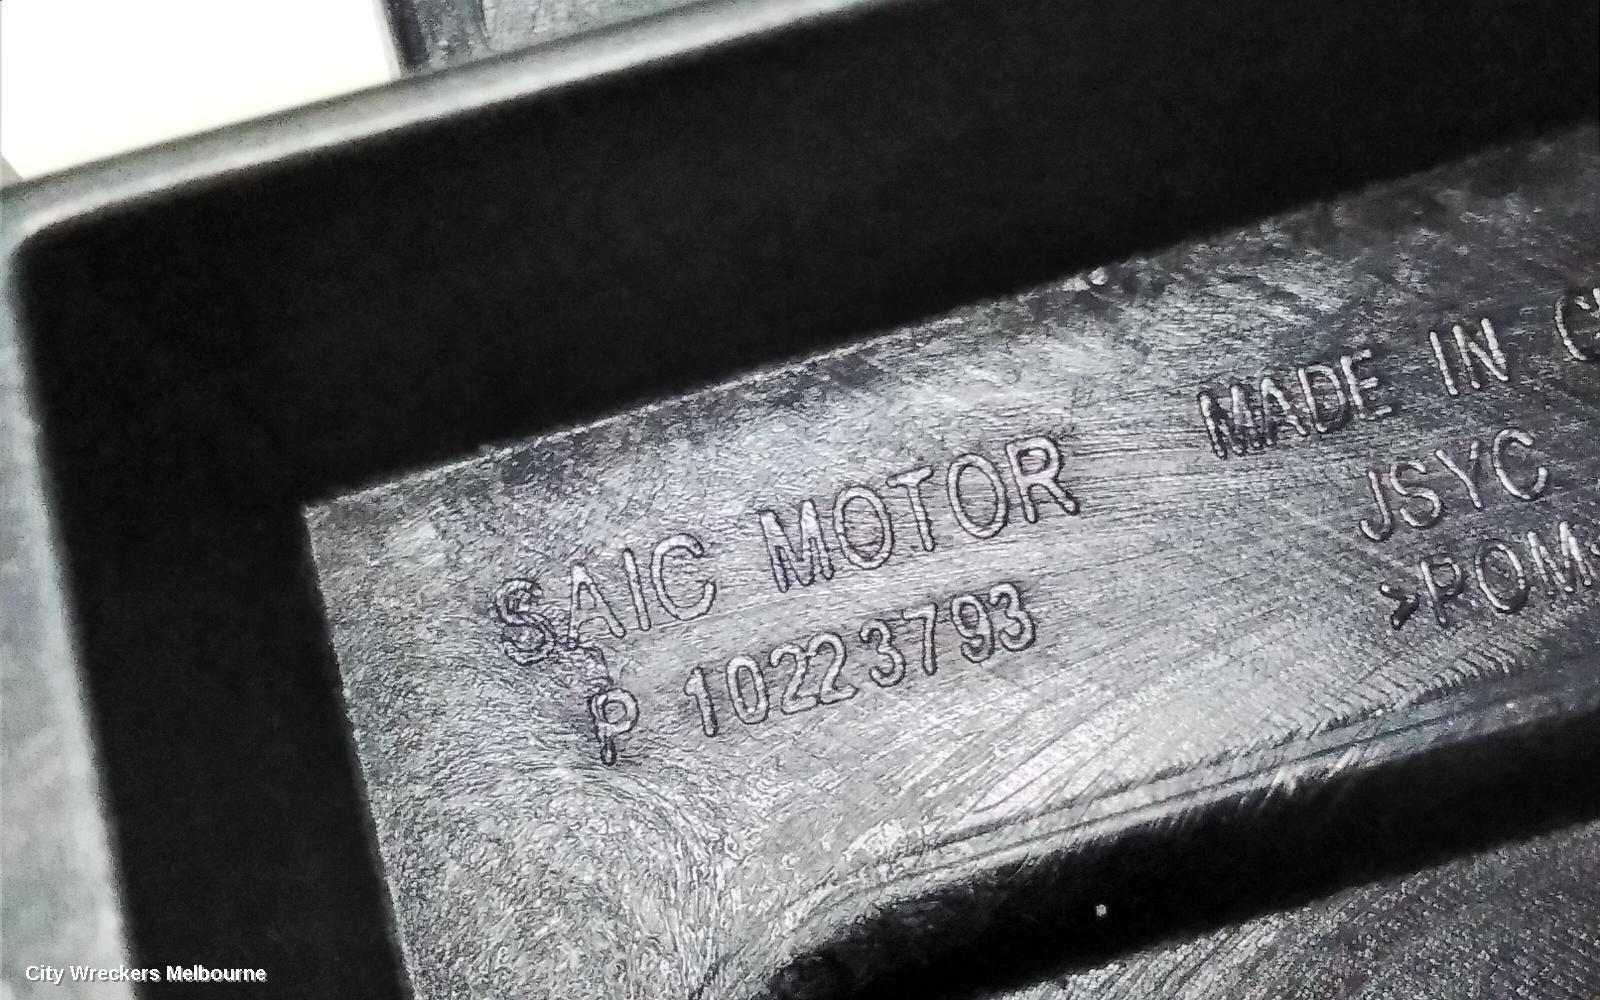 SAIC MOTOR
P 10223793
MADE IN
JSYC
>POM
City Wreckers Melbourne